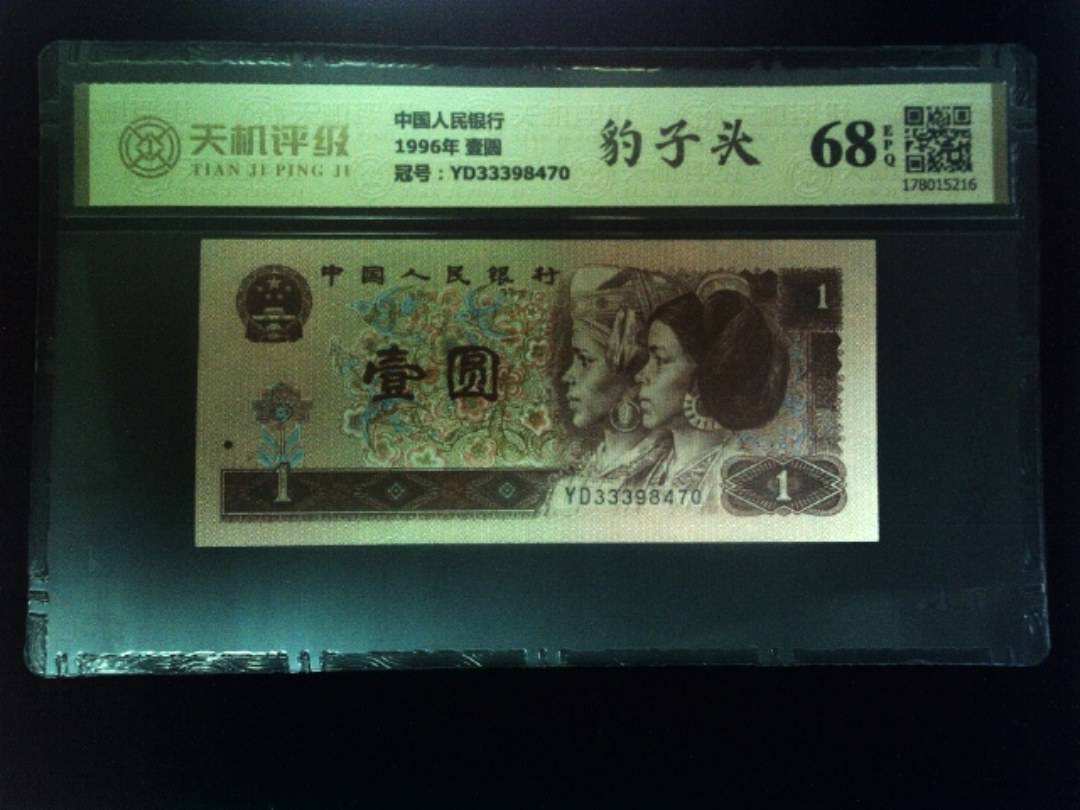 天机评级
TIAN JI PING JI
中国人民银行
1996年 壹圆
冠号：YD33398470
豹子头
68
EPQ
178015216
中国人民银行
1
壹圆
1
YD33398470
1